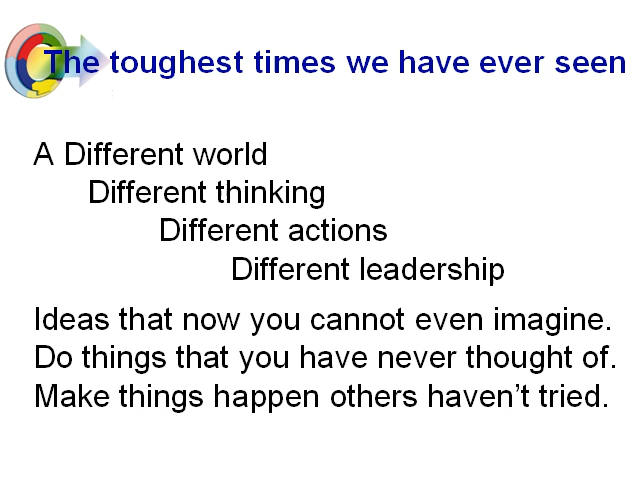 The toughest times we have ever seen
A Different world
Different thinking
Different actions
Different leadership
Ideas that now you cannot even imagine.
Do things that you have never thought of.
Make things happen others haven't tried.